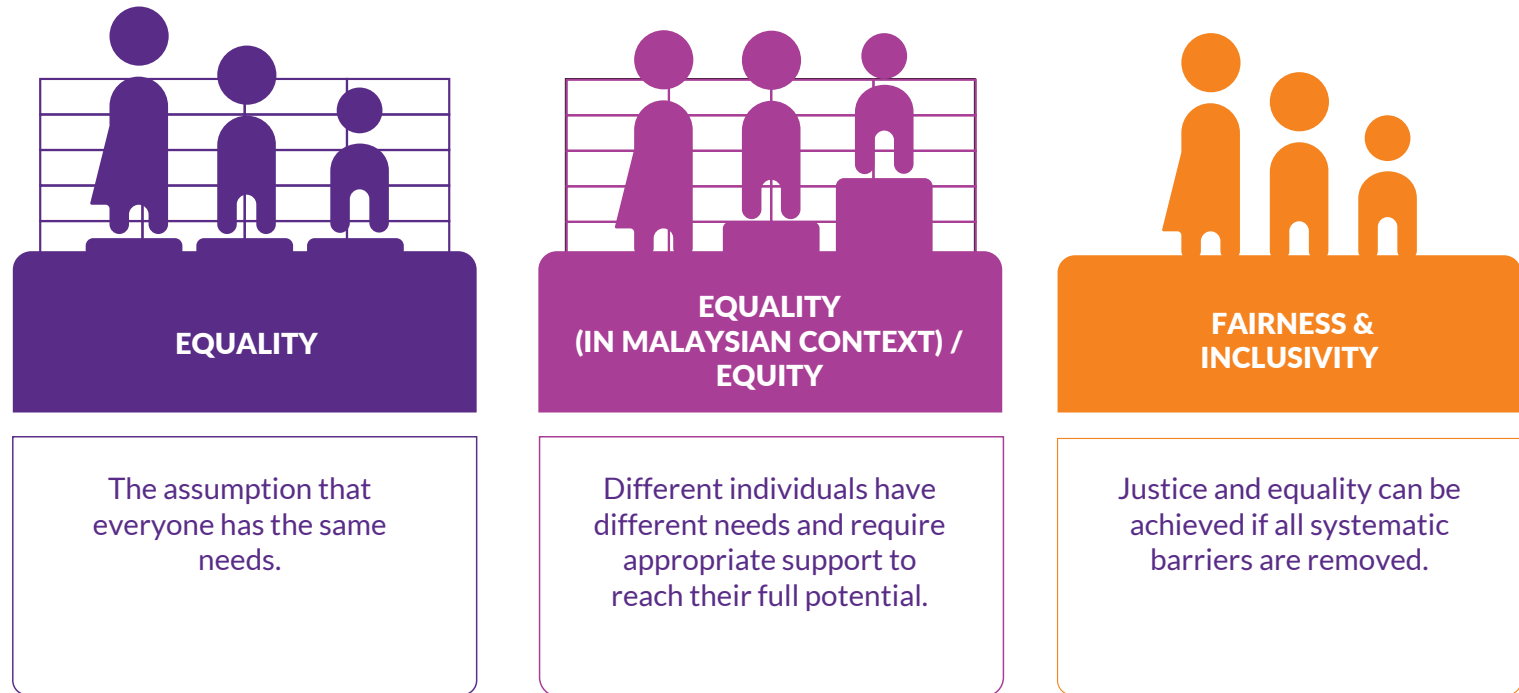 EQUALITY
The assumption that
everyone has the same
needs.
EQUALITY
(IN MALAYSIAN CONTEXT) /
EQUITY
Different individuals have
different needs and require
appropriate support to
reach their full potential.
FAIRNESS &
INCLUSIVITY
Justice and equality can be
achieved if all systematic
barriers are removed.